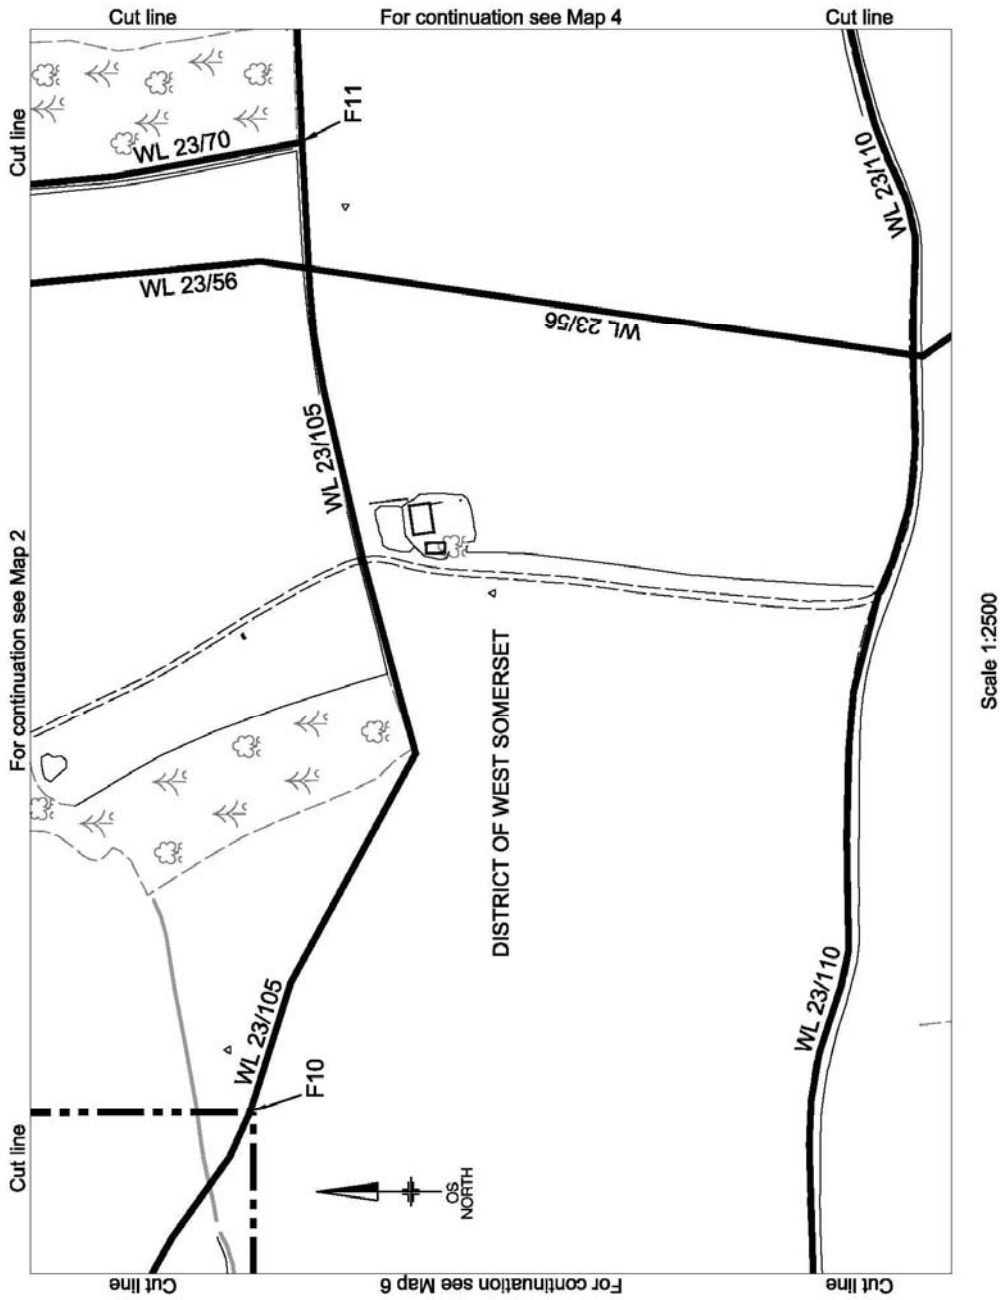 Cut line
For continuation see Map 4
Cut line
Cut line
For continuation see Map 2
Cut line
WL 23/70
F11
WL 23/110
WL 23/56
WL 23/56
WL 23/105
DISTRICT OF WEST SOMERSET
WL 23/105
F10
WL 23/110
OS
NORTH
Cut line
For continuation see Map 6
Cut line
Scale 1:2500